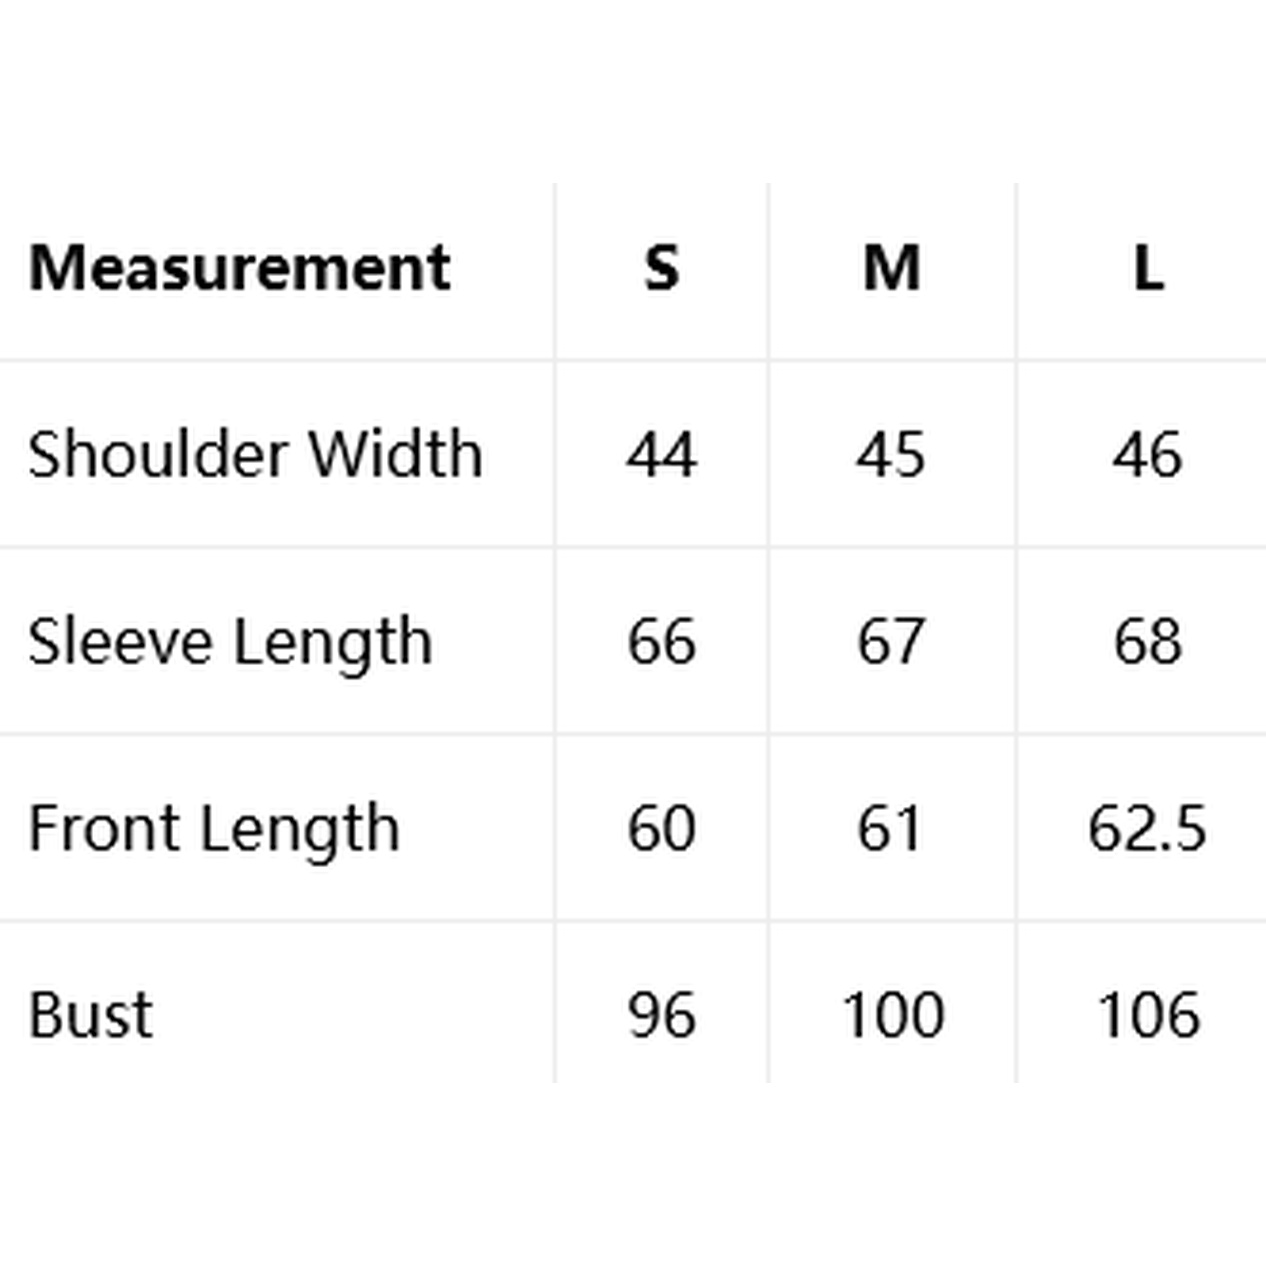 Measurement S M L
Shoulder Width 44 45 46
Sleeve Length 66 67 68
Front Length 60 61 62.5
Bust 96 100 106